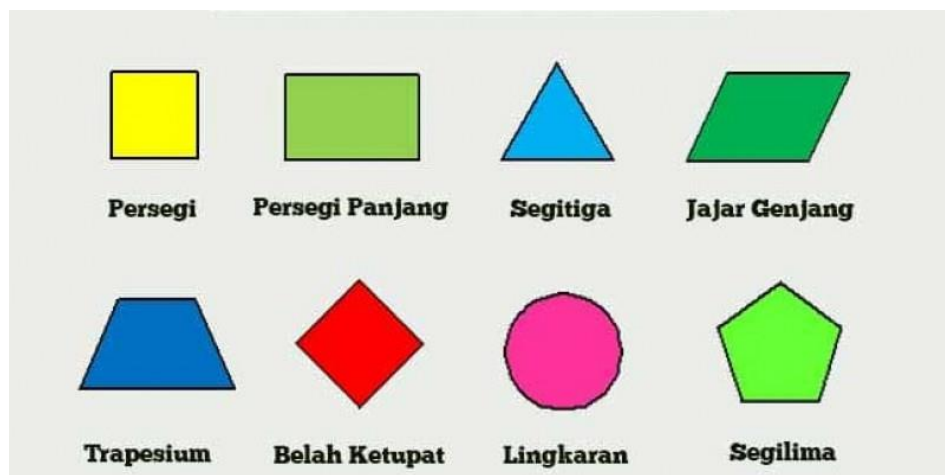 Persegi
Persegi Panjang
Segitiga
Jajar Genjang
Trapesium
Belah Ketupat
Lingkaran
Segilima